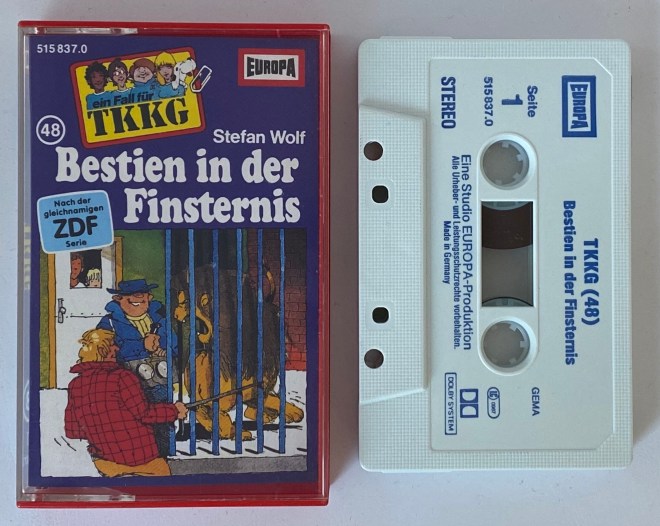 515 837.0
EUROPA
ein Fall für
TKKG
48
Stefan Wolf
Bestien in der
Finsternis
Nach der
gleichnamigen
ZDF
Serie
EUROPA
Seite
1
515 837.0
STEREO
TKKG (48)
Bestien in der Finsternis
Eine Studio EUROPA-Produktion
Alle Urheber- und Leistungsschutzrechte vorbehalten.
Made in Germany
GEMA
DOLBY SYSTEM